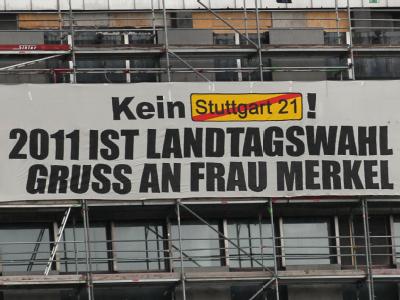 Kein Stuttgart 21 !
2011 IST LANDTAGSWAHL
GRUSS AN FRAU MERKEL